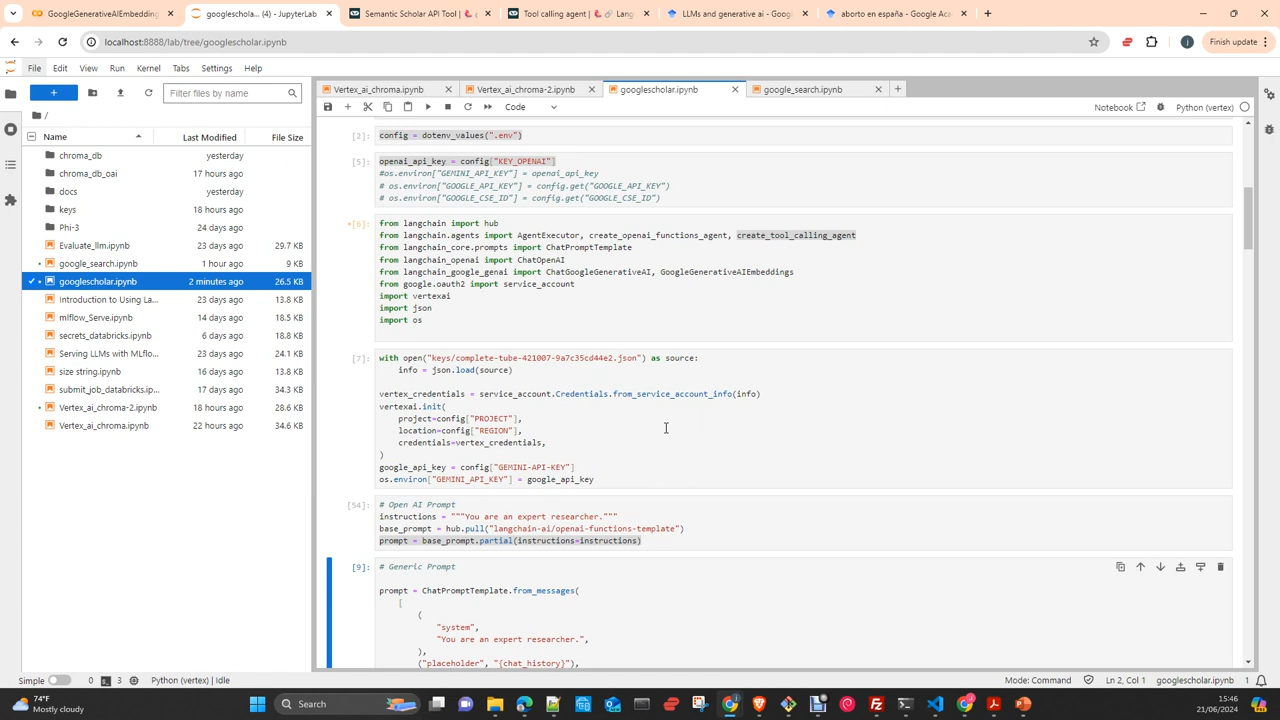 GoogleGenerativeAIEmbedding
googleschola... (4) - JupyterLab
Semantic Scholar API Tool |
Tool calling agent | Lang
LLMs and generative ai - Goog
aborto en españa - Google Aca
localhost:8888/lab/tree/googlescholar.ipynb
Finish update
File Edit View Run Kernel Tabs Settings Help
Filter files by name
/
Name Last Modified File Size
chroma_db yesterday
chroma_db_oai 17 hours ago
docs yesterday
keys 18 hours ago
Phi-3 24 days ago
Evaluate_llm.ipynb 23 days ago 29.7 KB
google_search.ipynb 1 hour ago 9 KB
googlescholar.ipynb 2 minutes ago 26.5 KB
Introduction to Using La... 23 days ago 13.8 KB
mlflow_Serve.ipynb 14 days ago 18.5 KB
secrets_databricks.ipynb 6 days ago 18.8 KB
Serving LLMs with MLflo... 23 days ago 24.1 KB
size string.ipynb 16 days ago 13.8 KB
submit_job_databricks.ip... 17 days ago 34.3 KB
Vertex_ai_chroma-2.ipynb 18 hours ago 28.6 KB
Vertex_ai_chroma.ipynb 22 hours ago 34.6 KB
Vertex_ai_chroma.ipynb
Vertex_ai_chroma-2.ipynb
googlescholar.ipynb
google_search.ipynb
Code
Notebook
Python (vertex)
[2]: config = dotenv_values(".env")
[5]: openai_api_key = config["KEY_OPENAI"]
#os.environ["GEMINI_API_KEY"] = openai_api_key
# os.environ["GOOGLE_API_KEY"] = config.get("GOOGLE_API_KEY")
# os.environ["GOOGLE_CSE_ID"] = config.get("GOOGLE_CSE_ID")
[6]: from langchain import hub
from langchain.agents import AgentExecutor, create_openai_functions_agent, create_tool_calling_agent
from langchain_core.prompts import ChatPromptTemplate
from langchain_openai import ChatOpenAI
from langchain_google_genai import ChatGoogleGenerativeAI, GoogleGenerativeAIEmbeddings
from google.oauth2 import service_account
import vertexai
import json
import os
[7]: with open("keys/complete-tube-421007-9a7c35cd44e2.json") as source:
info = json.load(source)
vertex_credentials = service_account.Credentials.from_service_account_info(info)
vertexai.init(
project=config["PROJECT"],
location=config["REGION"],
credentials=vertex_credentials,
)
google_api_key = config["GEMINI-API-KEY"]
os.environ["GEMINI_API_KEY"] = google_api_key
[54]: # Open AI Prompt
instructions = """You are an expert researcher."""
base_prompt = hub.pull("langchain-ai/openai-functions-template")
prompt = base_prompt.partial(instructions=instructions)
[9]: # Generic Prompt
prompt = ChatPromptTemplate.from_messages(
[
(
"system",
"You are an expert researcher.",
),
("placeholder", "{chat_history}"),
Simple 0 3 Python (vertex) | Idle
Mode: Command Ln 2, Col 1 googlescholar.ipynb 1
74°F
Mostly cloudy
Search
15:46
21/06/2024